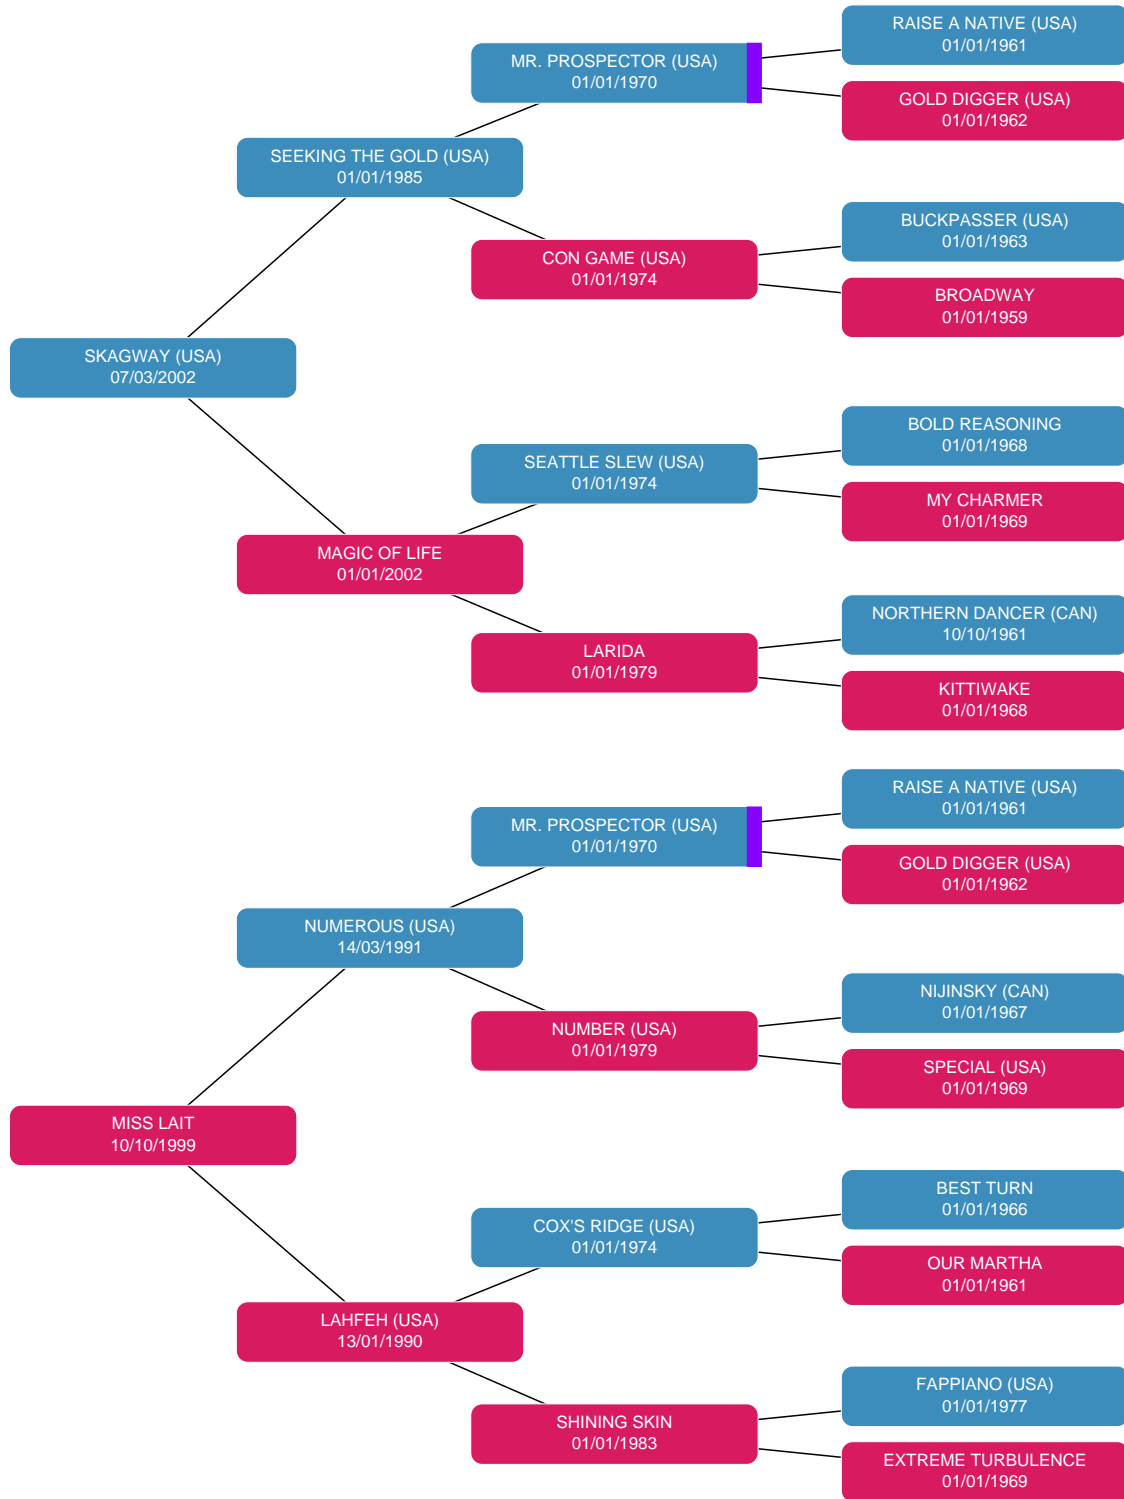 RAISE A NATIVE (USA)
01/01/1961
MR. PROSPECTOR (USA)
01/01/1970
GOLD DIGGER (USA)
01/01/1962
SEEKING THE GOLD (USA)
01/01/1985
BUCKPASSER (USA)
01/01/1963
CON GAME (USA)
01/01/1974
BROADWAY
01/01/1959
SKAGWAY (USA)
07/03/2002
BOLD REASONING
01/01/1968
SEATTLE SLEW (USA)
01/01/1974
MY CHARMER
01/01/1969
MAGIC OF LIFE
01/01/2002
NORTHERN DANCER (CAN)
10/10/1961
LARIDA
01/01/1979
KITTIWAKE
01/01/1968
RAISE A NATIVE (USA)
01/01/1961
MR. PROSPECTOR (USA)
01/01/1970
GOLD DIGGER (USA)
01/01/1962
NUMEROUS (USA)
14/03/1991
NIJINSKY (CAN)
01/01/1967
NUMBER (USA)
01/01/1979
SPECIAL (USA)
01/01/1969
MISS LAIT
10/10/1999
BEST TURN
01/01/1966
COX'S RIDGE (USA)
01/01/1974
OUR MARTHA
01/01/1961
LAHFEH (USA)
13/01/1990
FAPPIANO (USA)
01/01/1977
SHINING SKIN
01/01/1983
EXTREME TURBULENCE
01/01/1969